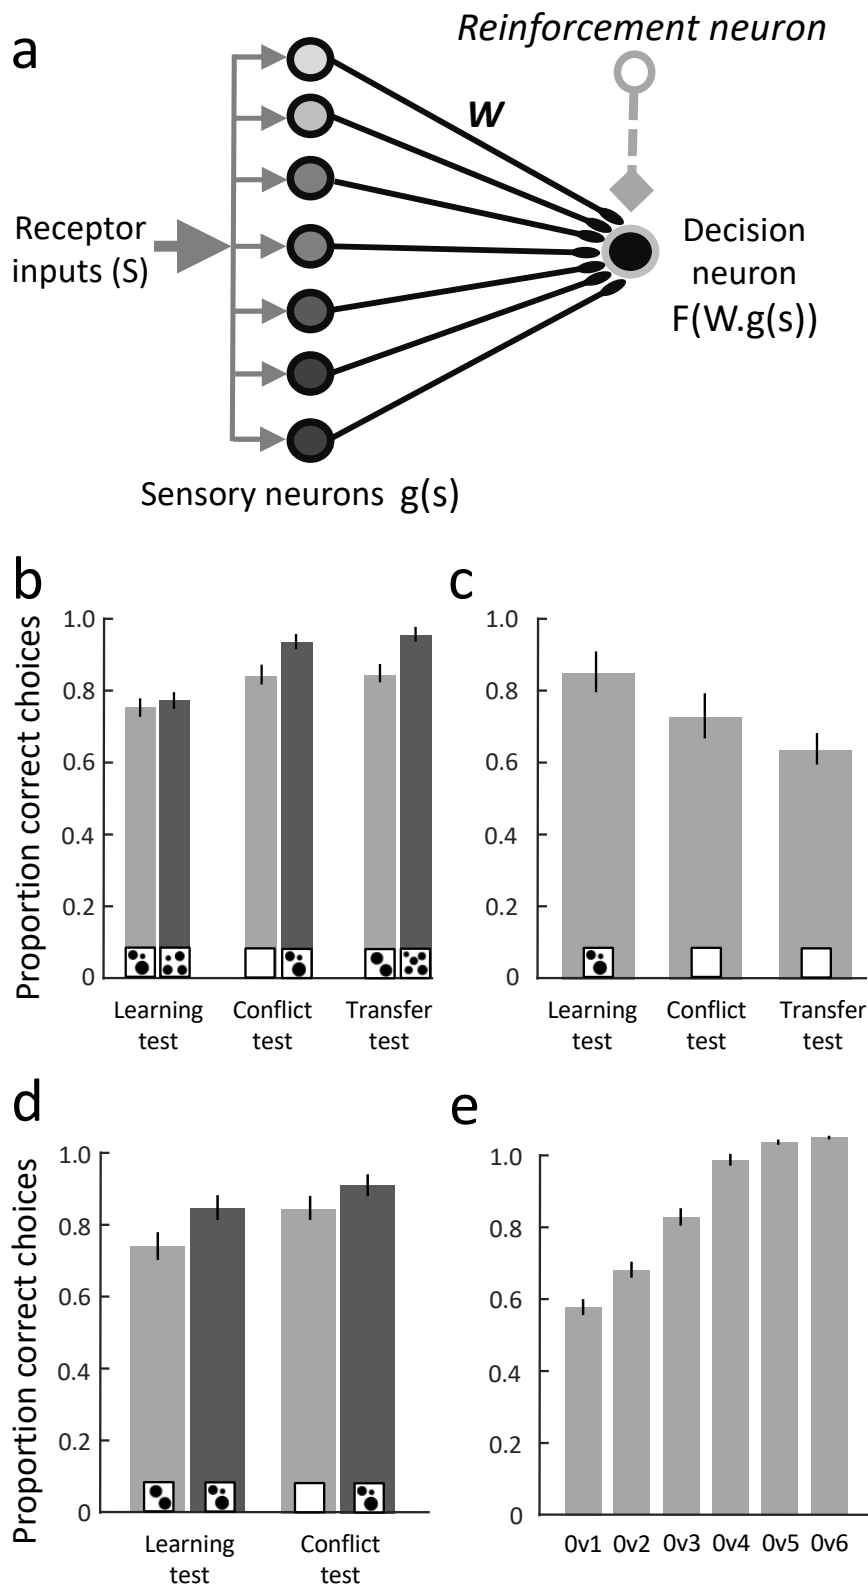 a
Reinforcement neuron
W
Receptor
inputs (S)
Decision
neuron
F(W.g(s))
Sensory neurons g(s)
b
Proportion correct choices
1.0
0.8
0.6
0.4
0.2
0
Learning
test
Conflict
test
Transfer
test
c
1.0
0.8
0.6
0.4
0.2
0
Learning
test
Conflict
test
Transfer
test
d
Proportion correct choices
1.0
0.8
0.6
0.4
0.2
0
Learning
test
Conflict
test
e
1.0
0.8
0.6
0.4
0.2
0
0v1 0v2 0v3 0v4 0v5 0v6